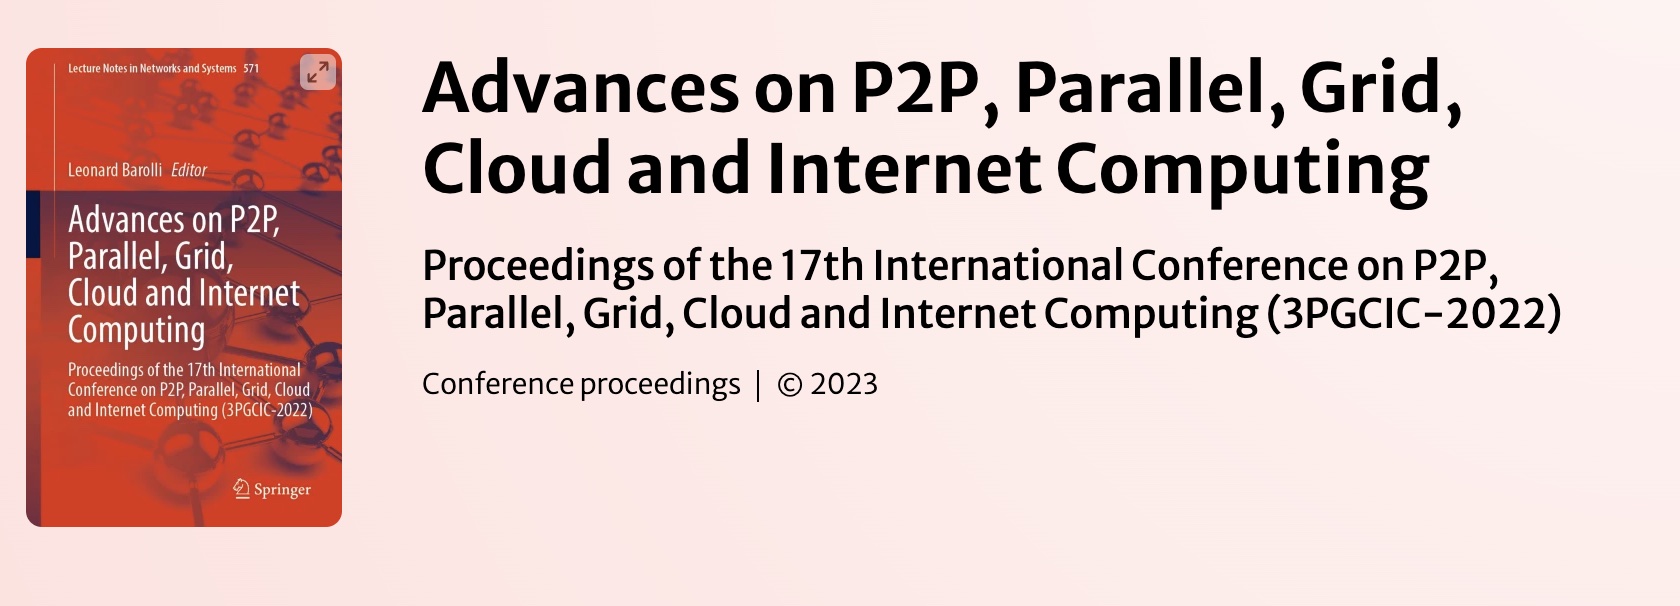 Lecture Notes in Networks and Systems 571
Leonard Barolli Editor
Advances on P2P,
Parallel, Grid,
Cloud and Internet
Computing
Proceedings of the 17th International
Conference on P2P, Parallel, Grid, Cloud
and Internet Computing (3PGCIC-2022)
Springer
Advances on P2P, Parallel, Grid,
Cloud and Internet Computing
Proceedings of the 17th International Conference on P2P,
Parallel, Grid, Cloud and Internet Computing (3PGCIC-2022)
Conference proceedings | © 2023